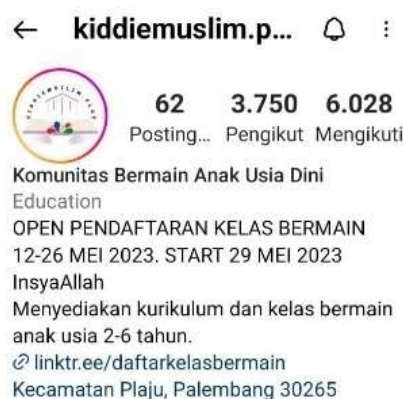 kiddiemuslim.p...
62 3.750 6.028
Posting... Pengikut Mengikuti
Komunitas Bermain Anak Usia Dini
Education
OPEN PENDAFTARAN KELAS BERMAIN
12-26 MEI 2023. START 29 MEI 2023
InsyaAllah
Menyediakan kurikulum dan kelas bermain
anak usia 2-6 tahun.
linktr.ee/daftarkelasbermain
Kecamatan Plaju, Palembang 30265